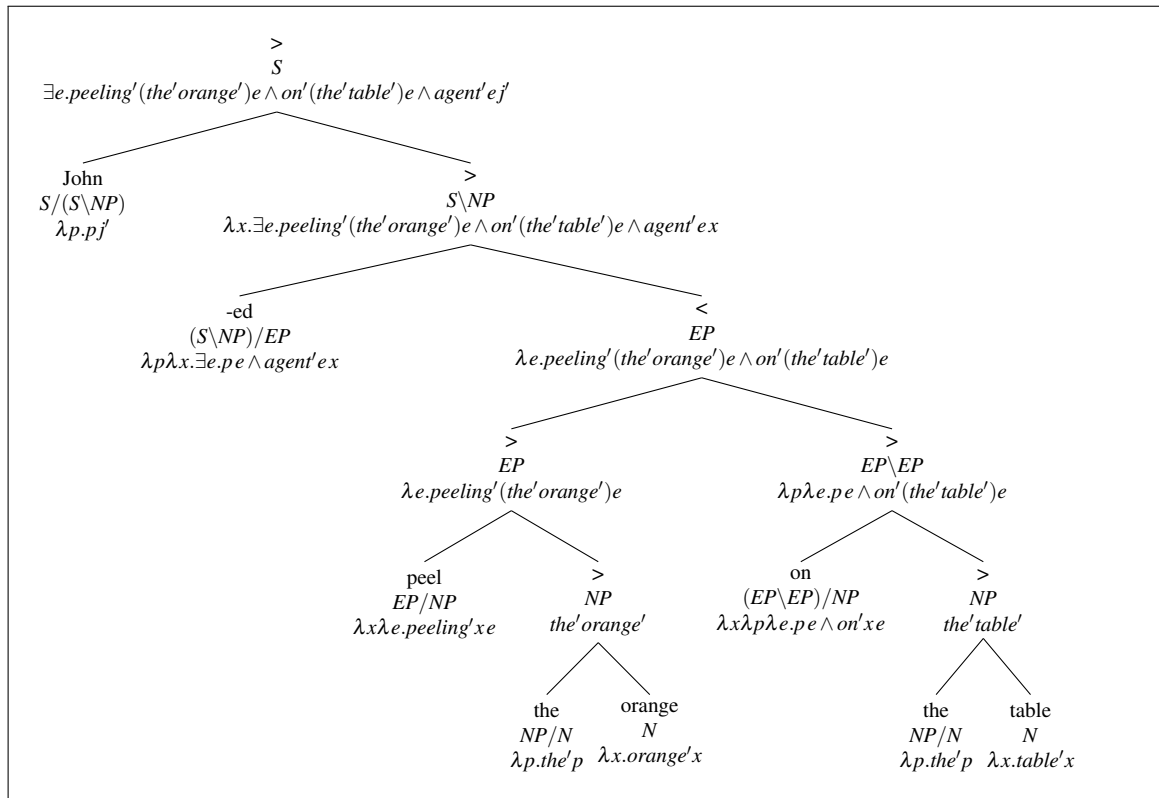 >
S
∃e.peeling′(the′orange′)e ∧ on′(the′table′)e ∧ agent′ej′
John
S/(S\NP)
λp.pj′
>
S\NP
λx.∃e.peeling′(the′orange′)e ∧ on′(the′table′)e ∧ agent′ex
-ed
(S\NP)/EP
λpλx.∃e.pe ∧ agent′ex
<
EP
λe.peeling′(the′orange′)e ∧ on′(the′table′)e
>
EP
λe.peeling′(the′orange′)e
>
EP\EP
λpλe.pe ∧ on′(the′table′)e
peel
EP/NP
λxλe.peeling′xe
>
NP
the′orange′
on
(EP\EP)/NP
λxλpλe.pe ∧ on′xe
>
NP
the′table′
the
NP/N
λp.the′p
orange
N
λx.orange′x
the
NP/N
λp.the′p
table
N
λx.table′x